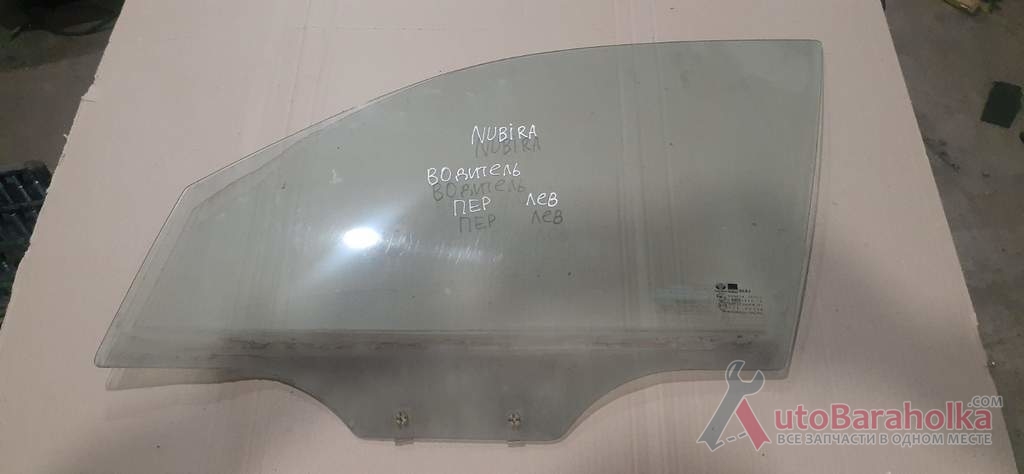 NUBIRA
ВОДИТЕЛЬ
ПЕР ЛЕВ
AutoBaraholka.com
ВСЕ ЗАПЧАСТИ В ОДНОМ МЕСТЕ